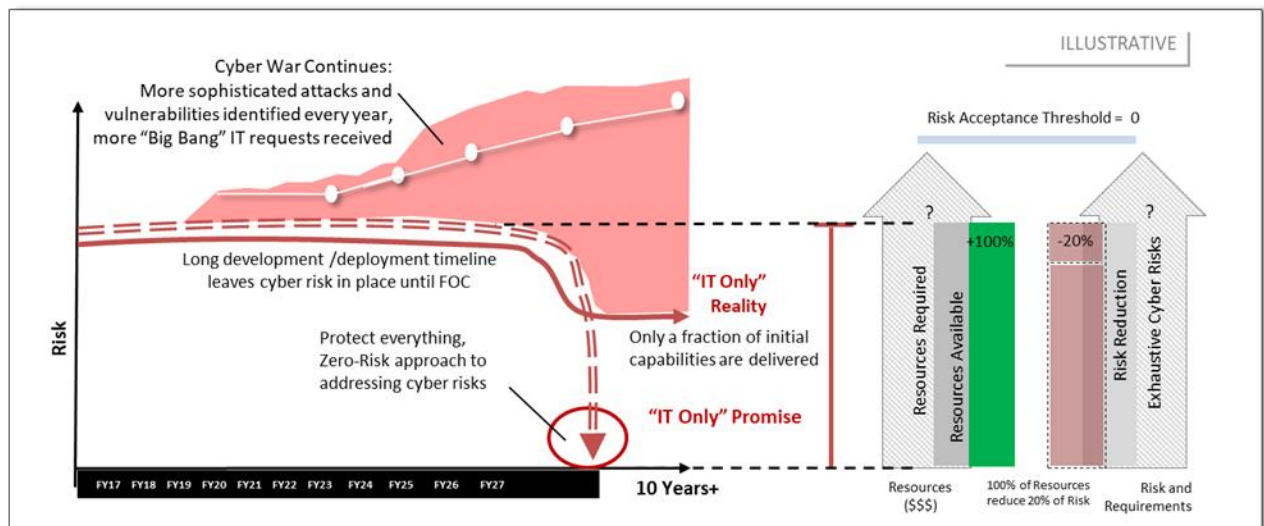 ILLUSTRATIVE
Cyber War Continues:
More sophisticated attacks and
vulnerabilities identified every year,
more “Big Bang” IT requests received
Risk
Long development /deployment timeline
leaves cyber risk in place until FOC
Protect everything,
Zero-Risk approach to
addressing cyber risks
“IT Only”
Reality
Only a fraction of initial
capabilities are delivered
“IT Only” Promise
FY17 FY18 FY19 FY20 FY21 FY22 FY23 FY24 FY25 FY26 FY27
10 Years+
Risk Acceptance Threshold = 0
?
?
+100%
-20%
Resources Required
Resources Available
Risk Reduction
Exhaustive Cyber Risks
Resources
($$$)
100% of Resources
reduce 20% of Risk
Risk and
Requirements